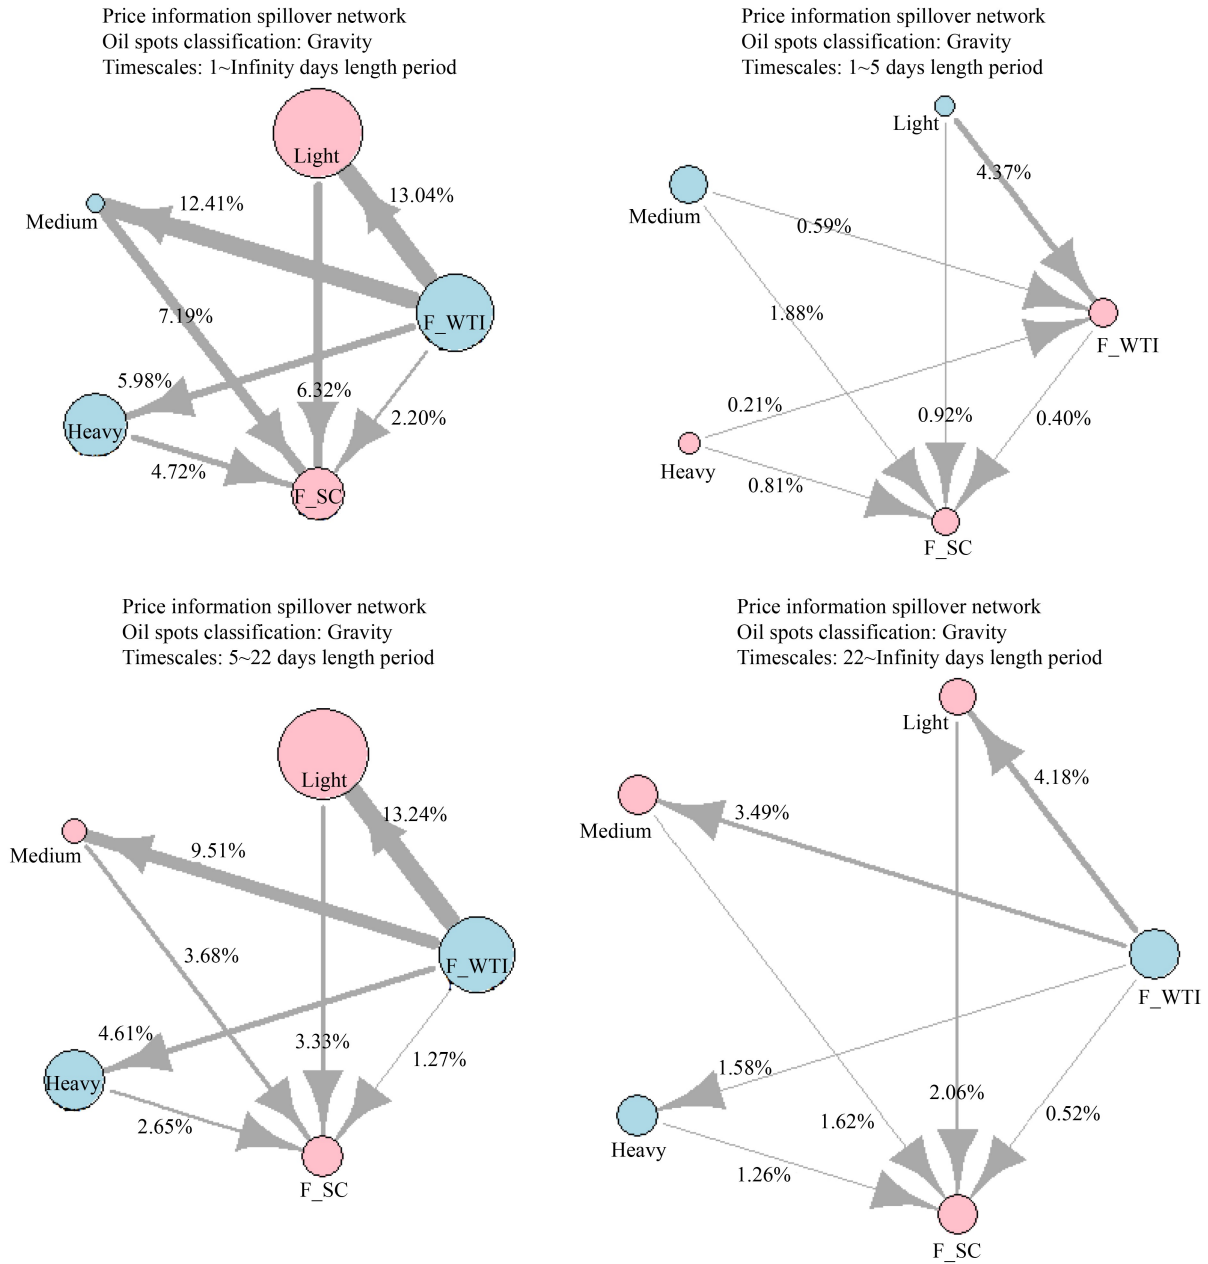 Price information spillover network
Oil spots classification: Gravity
Timescales: 1~Infinity days length period
Light
13.04%
12.41%
Medium
7.19%
F_WTI
5.98%
6.32%
2.20%
Heavy
4.72%
F_SC
Price information spillover network
Oil spots classification: Gravity
Timescales: 1~5 days length period
Light
4.37%
Medium
0.59%
1.88%
F_WTI
0.21%
0.92%
0.40%
Heavy
0.81%
F_SC
Price information spillover network
Oil spots classification: Gravity
Timescales: 5~22 days length period
Light
13.24%
9.51%
Medium
3.68%
F_WTI
4.61%
3.33%
1.27%
Heavy
2.65%
F_SC
Price information spillover network
Oil spots classification: Gravity
Timescales: 22~Infinity days length period
Light
4.18%
3.49%
Medium
F_WTI
1.58%
2.06%
0.52%
1.62%
Heavy
1.26%
F_SC